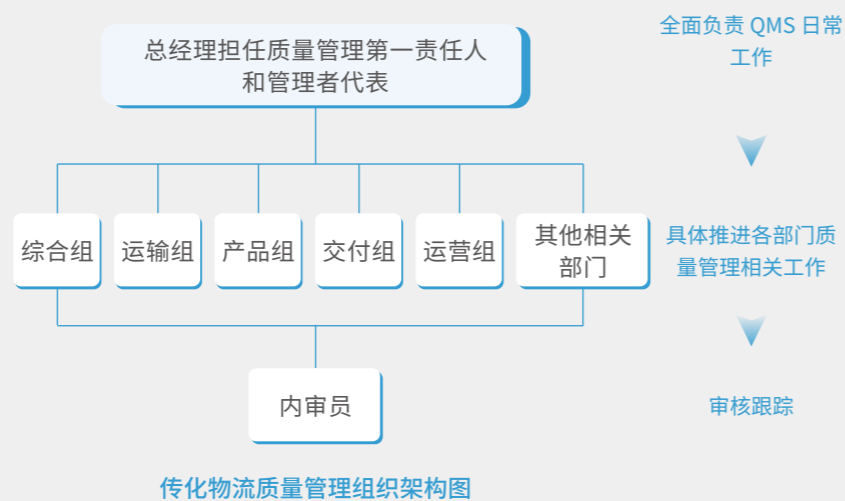 总经理担任质量管理第一责任人
和管理者代表
全面负责 QMS 日常
工作
综合组
运输组
产品组
交付组
运营组
其他相关
部门
具体推进各部门质
量管理相关工作
内审员
审核跟踪
传化物流质量管理组织架构图